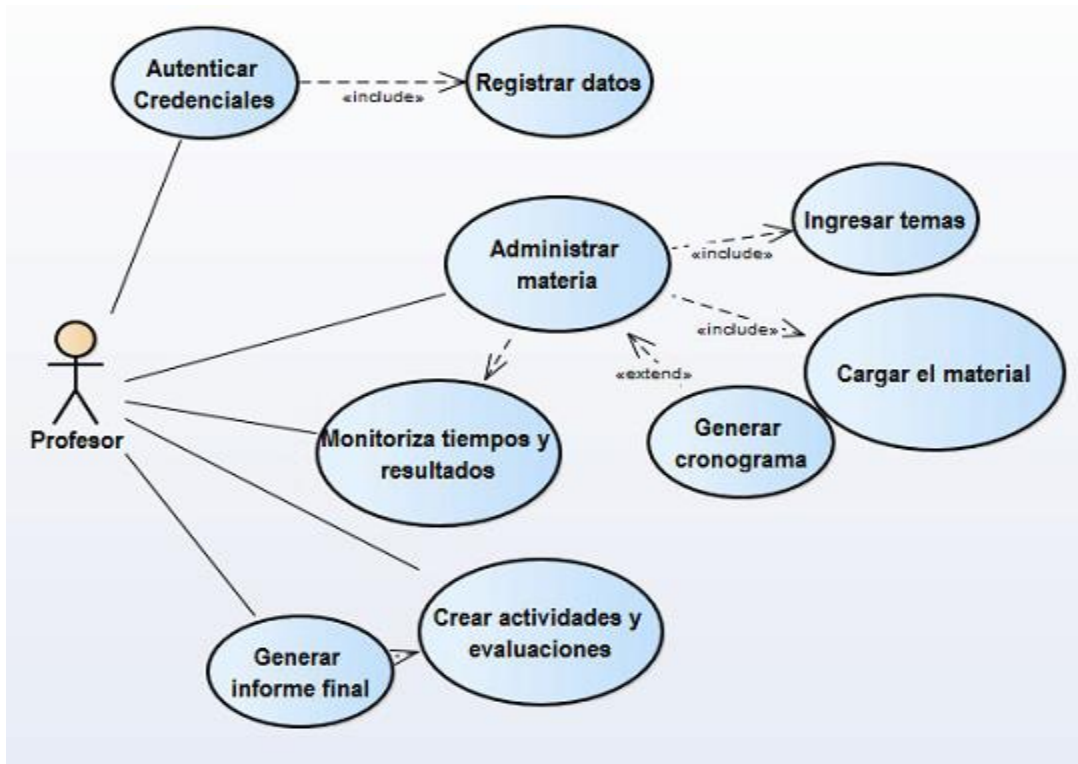 Autenticar
Credenciales
«include»
Registrar datos
Administrar
materia
«include»
Ingresar temas
«include»
Cargar el material
«extend»
Generar
cronograma
Profesor
Monitoriza tiempos y
resultados
Crear actividades y
evaluaciones
Generar
informe final